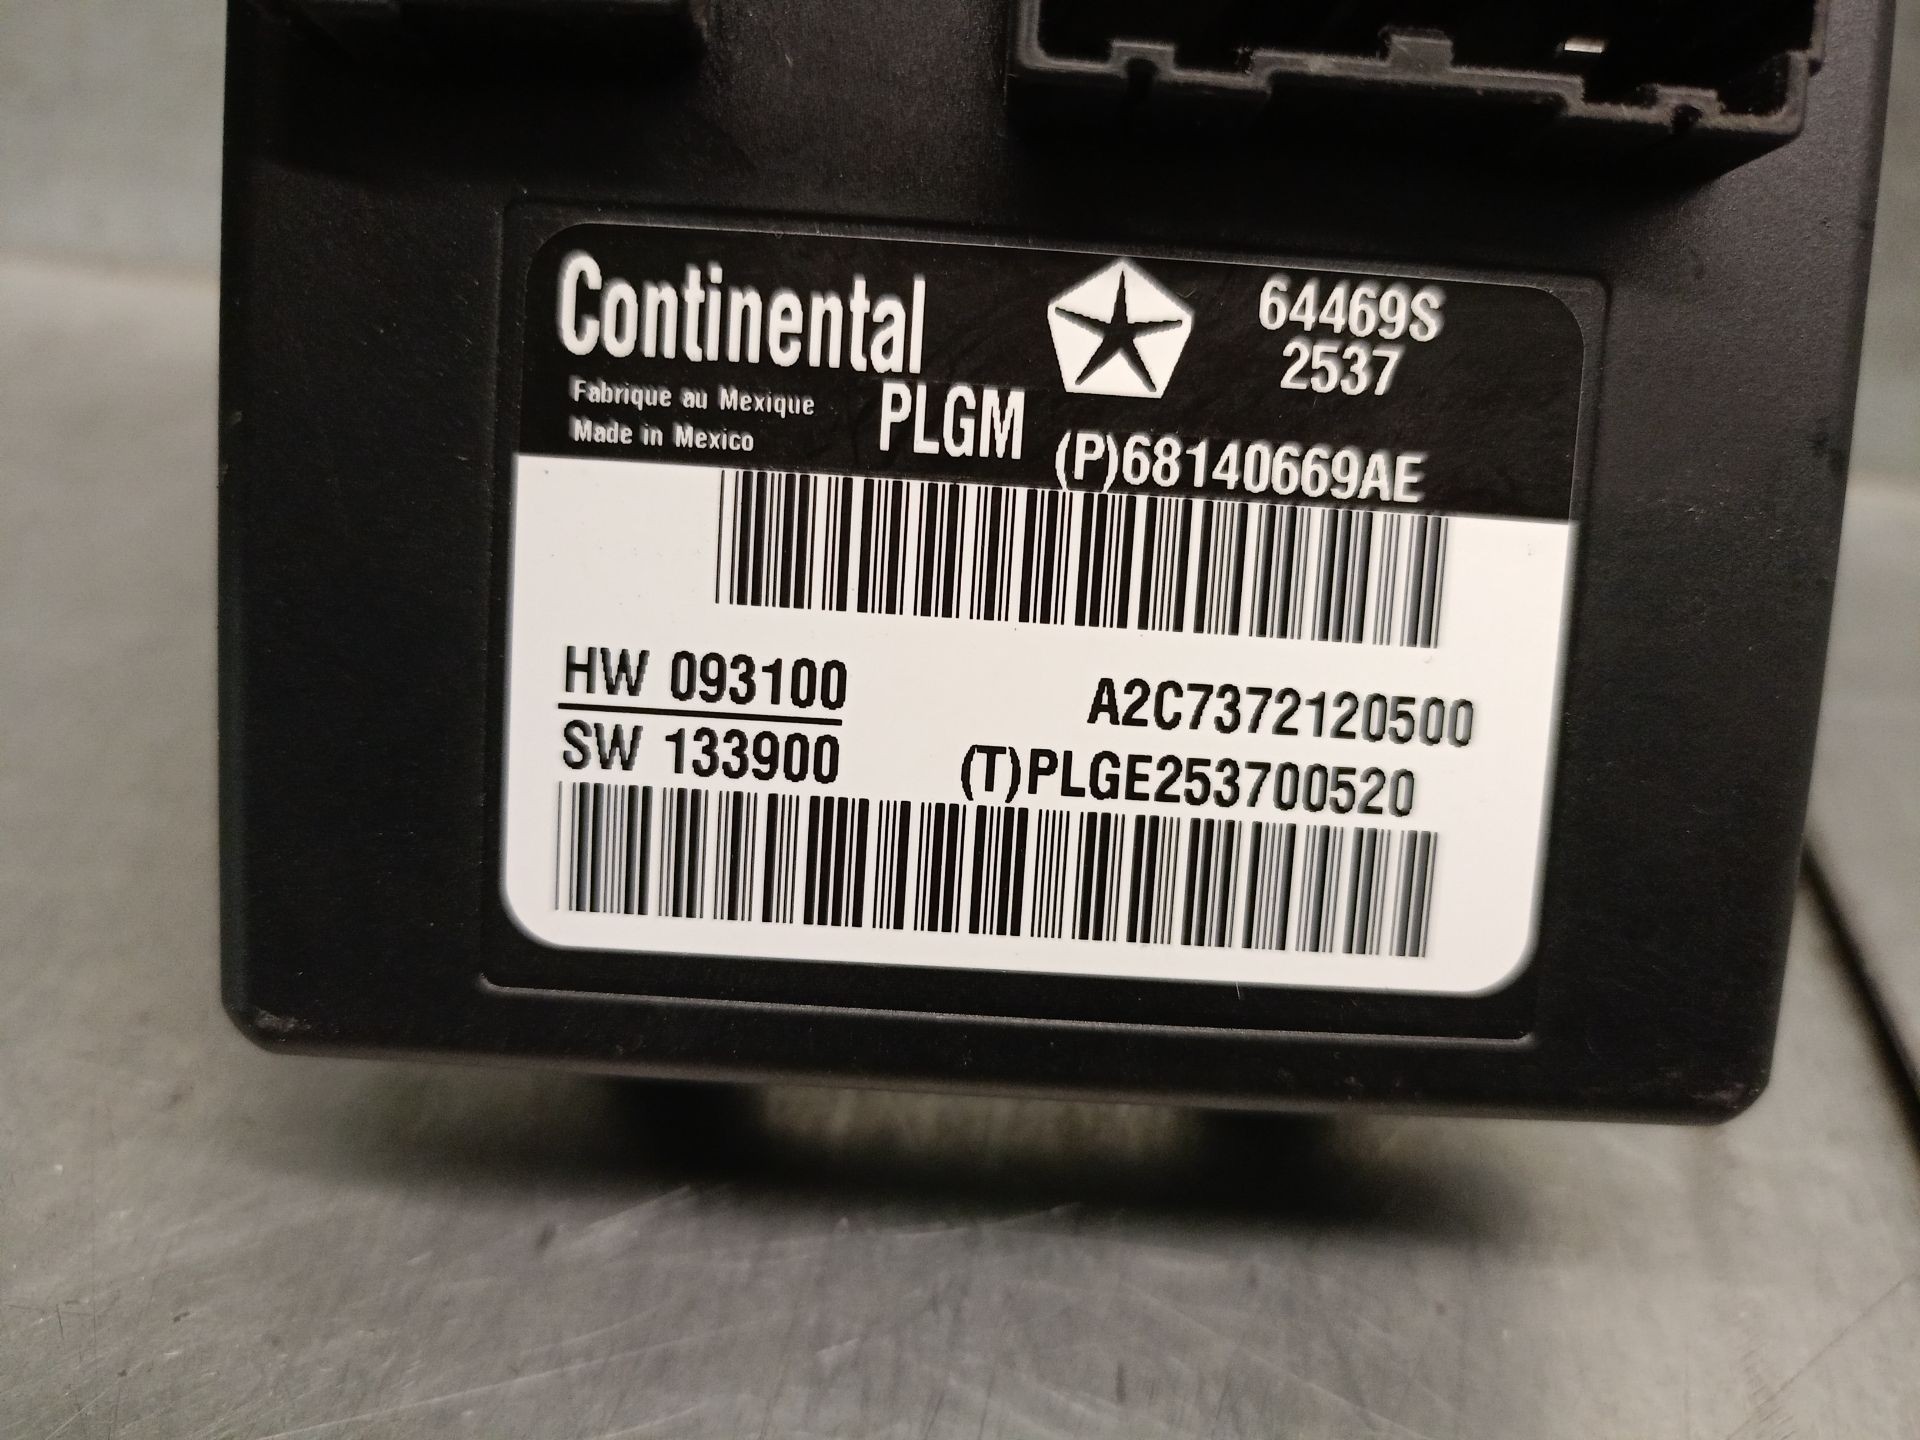 Continental
64469S
2537
Fabrique au Mexique
Made in Mexico
PLGM
(P)68140669AE
HW 093100
SW 133900
A2C7372120500
(T)PLGE253700520